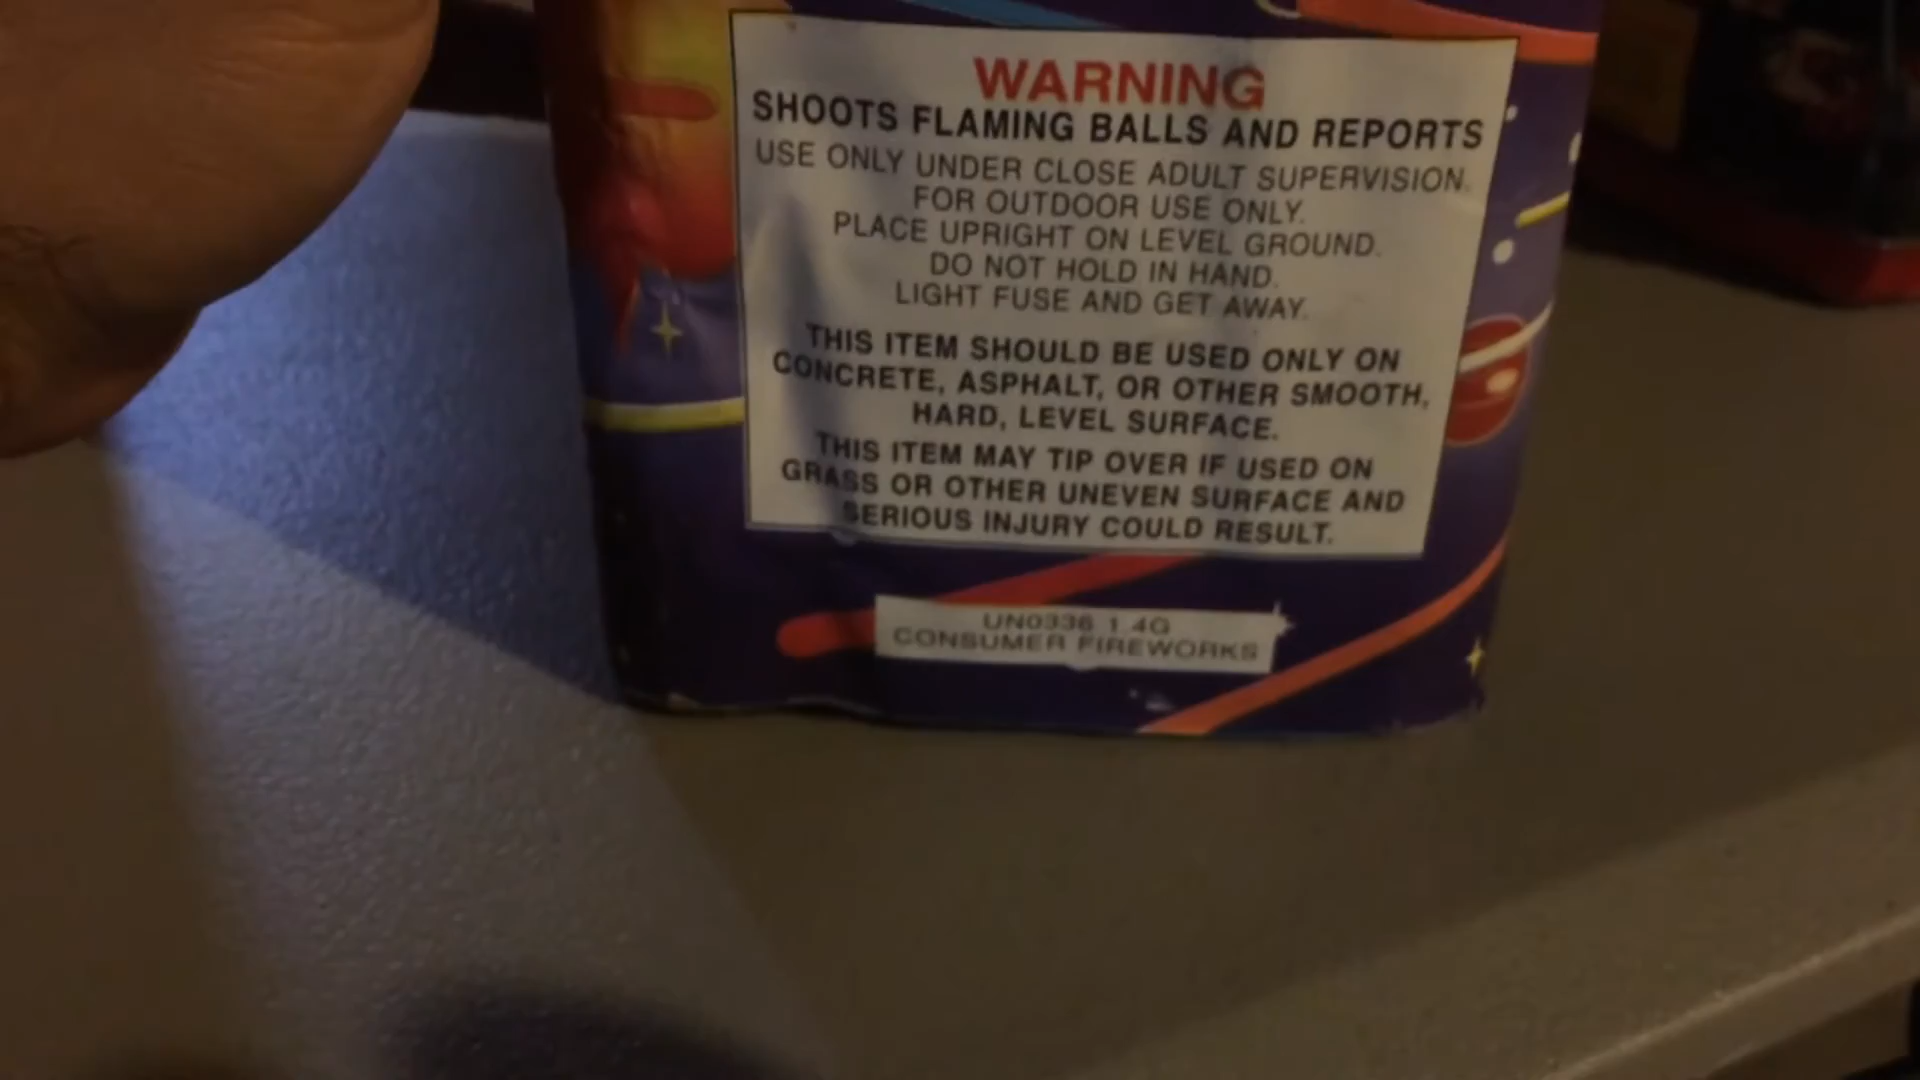 WARNING
SHOOTS FLAMING BALLS AND REPORTS
USE ONLY UNDER CLOSE ADULT SUPERVISION.
FOR OUTDOOR USE ONLY.
PLACE UPRIGHT ON LEVEL GROUND.
DO NOT HOLD IN HAND.
LIGHT FUSE AND GET AWAY.
THIS ITEM SHOULD BE USED ONLY ON
CONCRETE, ASPHALT, OR OTHER SMOOTH,
HARD, LEVEL SURFACE.
THIS ITEM MAY TIP OVER IF USED ON
GRASS OR OTHER UNEVEN SURFACE AND
SERIOUS INJURY COULD RESULT.
UN0336 1.4G
CONSUMER FIREWORKS